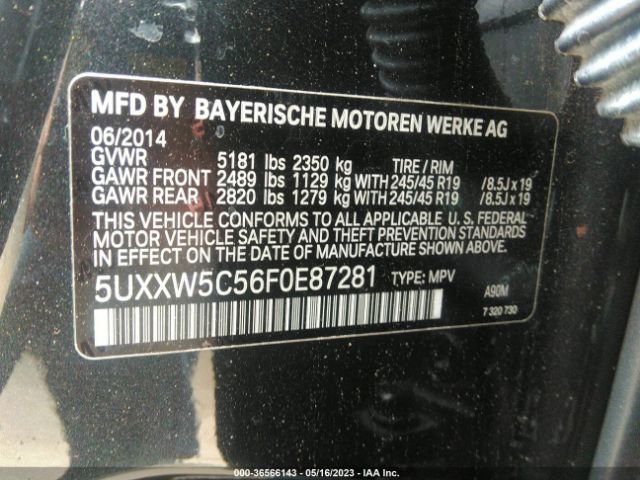 MFD BY BAYERISCHE MOTOREN WERKE AG
06/2014
GVWR 5181 lbs 2350 kg TIRE / RIM
GAWR FRONT 2489 lbs 1129 kg WITH 245/45 R19 /8.5J x 19
GAWR REAR 2820 lbs 1279 kg WITH 245/45 R19 /8.5J x 19
THIS VEHICLE CONFORMS TO ALL APPLICABLE U. S. FEDERAL
MOTOR VEHICLE SAFETY AND THEFT PREVENTION STANDARDS
IN EFFECT ON THE DATE OF MANUFACTURE SHOWN ABOVE.
5UXXW5C56F0E87281 TYPE: MPV
A90M
7 320 730
000-36566143 - 05/16/2023 - IAA Inc.